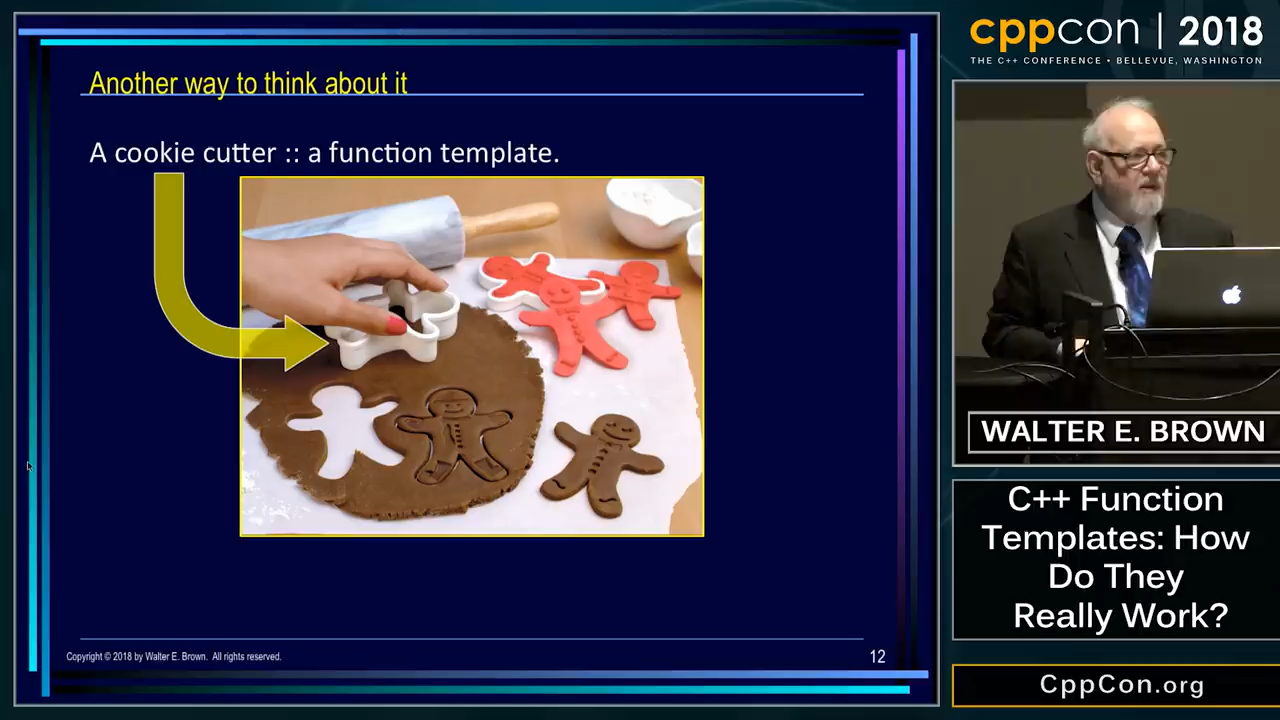 Another way to think about it
A cookie cutter :: a function template.
Copyright © 2018 by Walter E. Brown. All rights reserved.
12
cppcon | 2018
THE C++ CONFERENCE • BELLEVUE, WASHINGTON
WALTER E. BROWN
C++ Function
Templates: How
Do They
Really Work?
CppCon.org